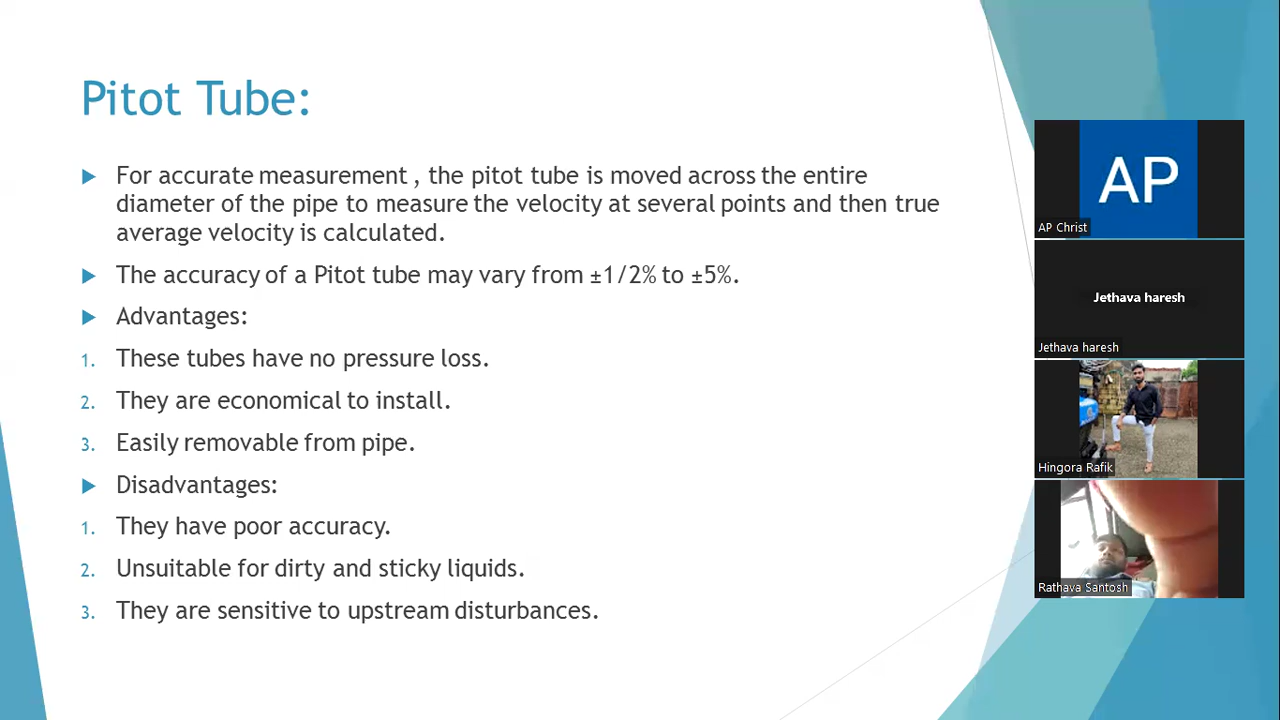 Pitot Tube:
For accurate measurement , the pitot tube is moved across the entire
diameter of the pipe to measure the velocity at several points and then true
average velocity is calculated.
The accuracy of a Pitot tube may vary from ±1/2% to ±5%.
Advantages:
1. These tubes have no pressure loss.
2. They are economical to install.
3. Easily removable from pipe.
Disadvantages:
1. They have poor accuracy.
2. Unsuitable for dirty and sticky liquids.
3. They are sensitive to upstream disturbances.
AP
AP Christ
Jethava haresh
Jethava haresh
Hingora Rafik
Rathava Santosh